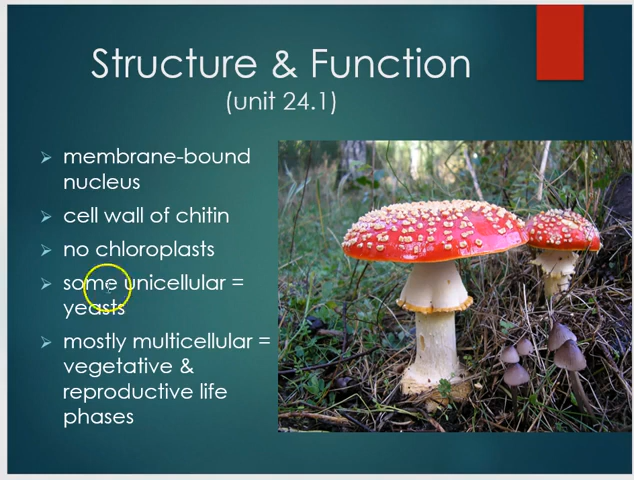 Structure & Function
(unit 24.1)
membrane-bound
nucleus
cell wall of chitin
no chloroplasts
some unicellular =
yeasts
mostly multicellular =
vegetative &
reproductive life
phases